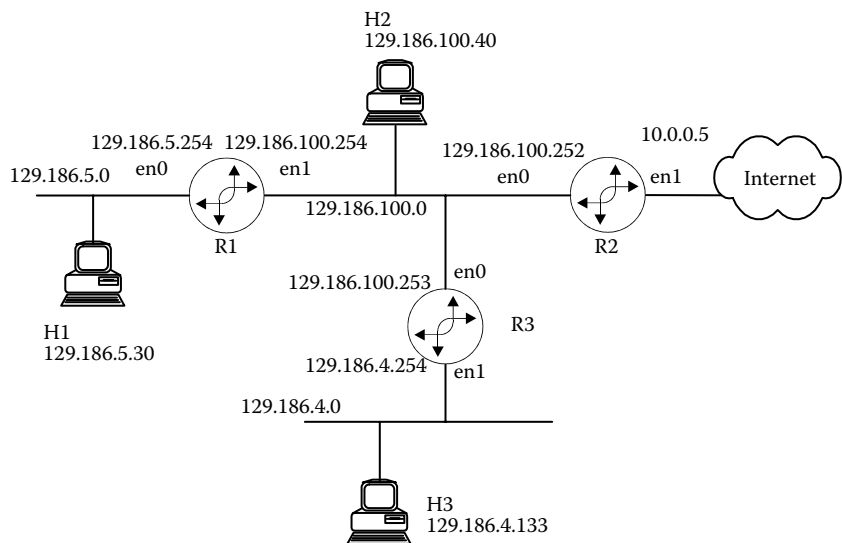 H2
129.186.100.40
129.186.5.254
129.186.100.254
10.0.0.5
129.186.100.252
en0
en1
en0
en1
129.186.5.0
Internet
129.186.100.0
R1
R2
en0
129.186.100.253
R3
H1
129.186.5.30
129.186.4.254
en1
129.186.4.0
H3
129.186.4.133